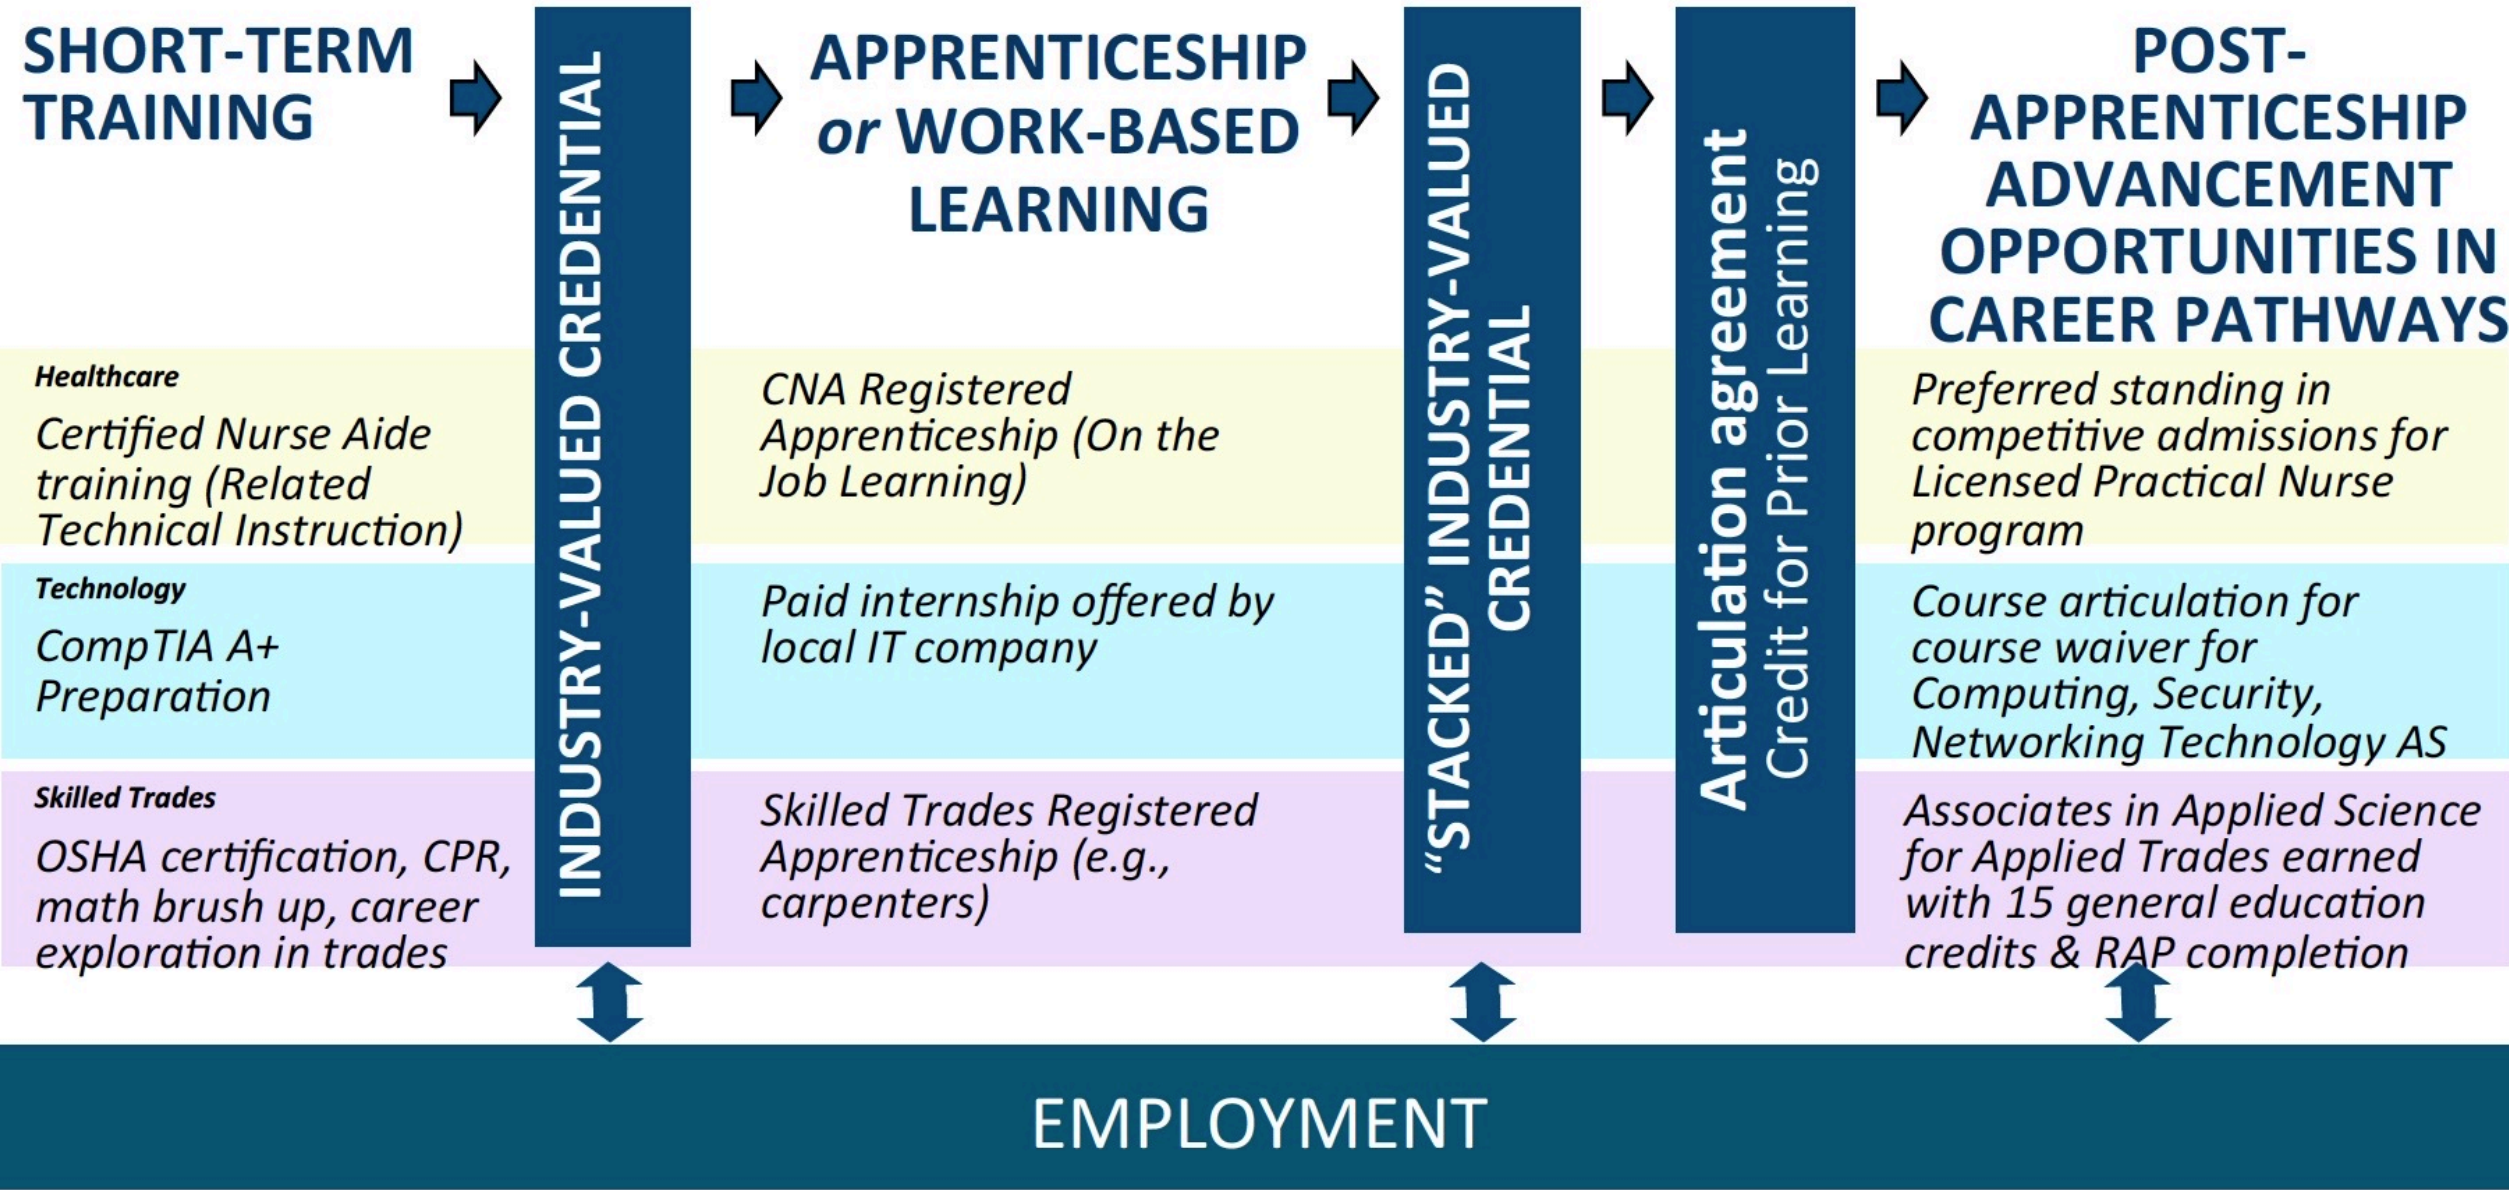 SHORT-TERM
TRAINING
INDUSTRY-VALUED CREDENTIAL
APPRENTICESHIP
or WORK-BASED
LEARNING
“STACKED” INDUSTRY-VALUED
CREDENTIAL
Articulation agreement
Credit for Prior Learning
POST-
APPRENTICESHIP
ADVANCEMENT
OPPORTUNITIES IN
CAREER PATHWAYS
Healthcare
Certified Nurse Aide
training (Related
Technical Instruction)
CNA Registered
Apprenticeship (On the
Job Learning)
Preferred standing in
competitive admissions for
Licensed Practical Nurse
program
Technology
CompTIA A+
Preparation
Paid internship offered by
local IT company
Course articulation for
course waiver for
Computing, Security,
Networking Technology AS
Skilled Trades
OSHA certification, CPR,
math brush up, career
exploration in trades
Skilled Trades Registered
Apprenticeship (e.g.,
carpenters)
Associates in Applied Science
for Applied Trades earned
with 15 general education
credits & RAP completion
EMPLOYMENT